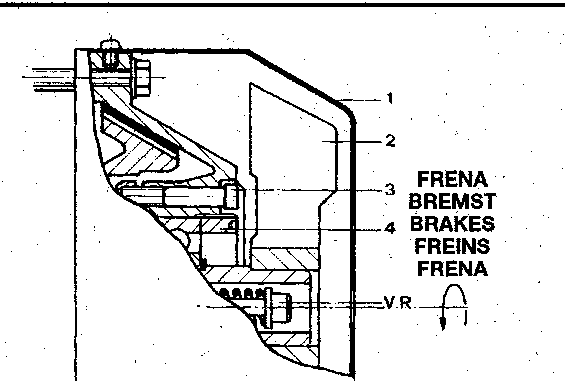 1
2
3
4
FRENA
BREMST
BRAKES
FREINS
FRENA
V.R.